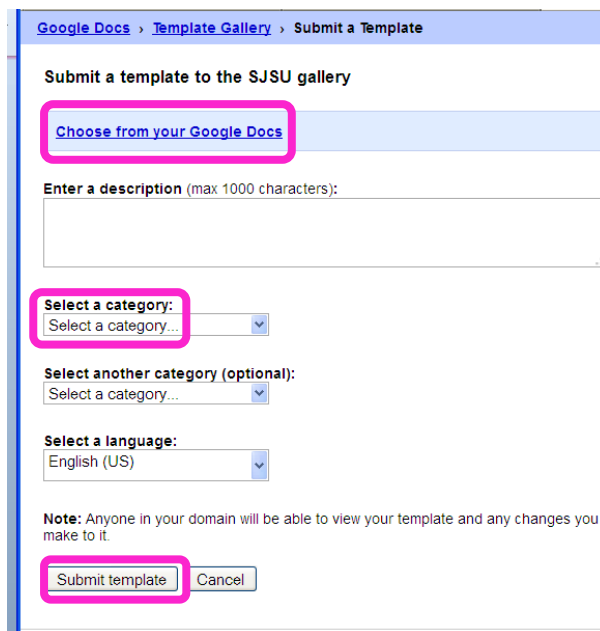 Google Docs › Template Gallery › Submit a Template
Submit a template to the SJSU gallery
Choose from your Google Docs
Enter a description (max 1000 characters):
Select a category:
Select a category...
Select another category (optional):
Select a category...
Select a language:
English (US)
Note: Anyone in your domain will be able to view your template and any changes you
make to it.
Submit template Cancel